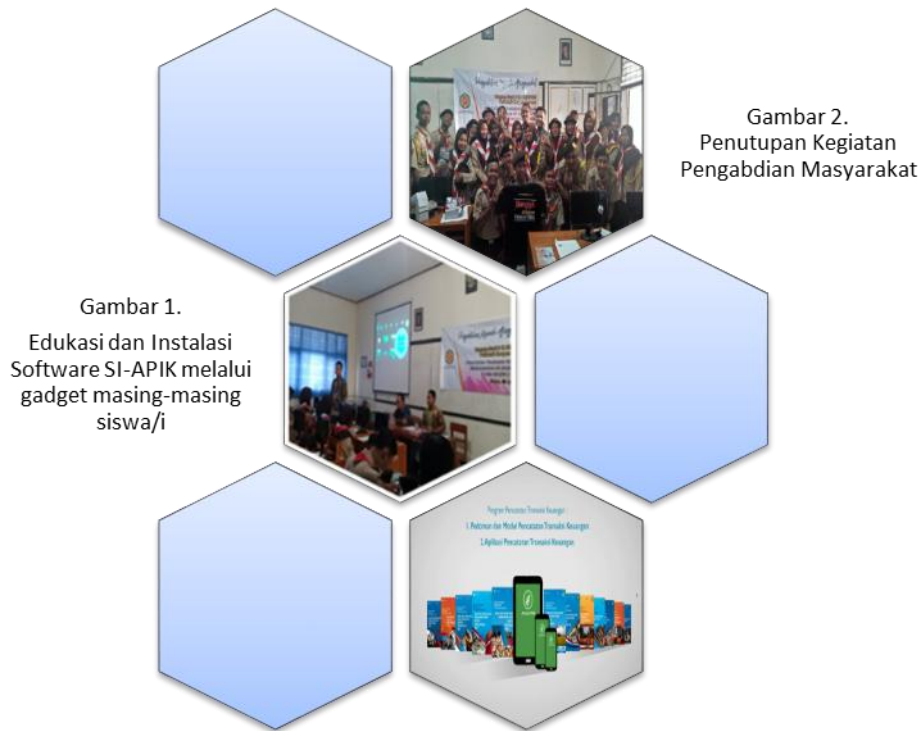 Gambar 2.
Penutupan Kegiatan
Pengabdian Masyarakat
Gambar 1.
Edukasi dan Instalasi
Software SI-APIK melalui
gadget masing-masing
siswa/i
Program Pencatatan Transaksi Keuangan :
1. Pedoman dan Modul Pencatatan Transaksi Keuangan
2. Aplikasi Pencatatan Transaksi Keuangan